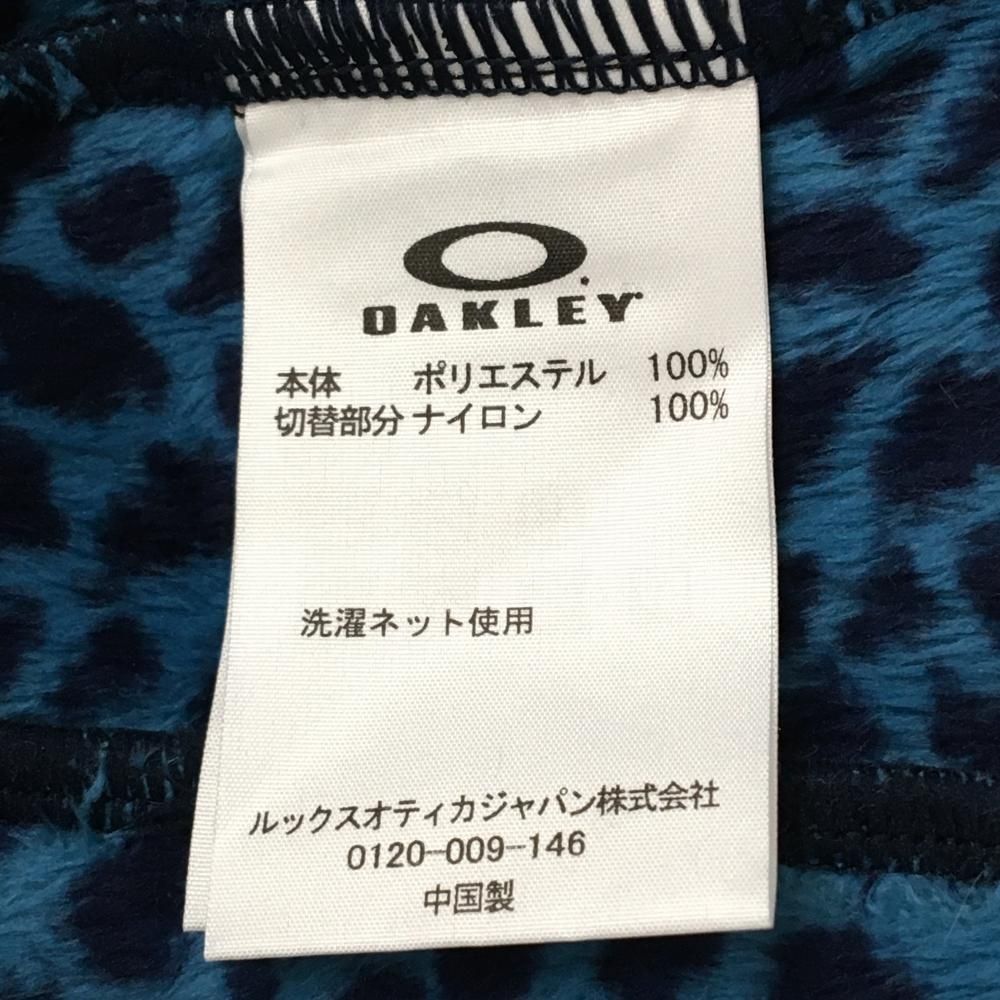 OAKLEY
本体 ポリエステル 100%
切替部分 ナイロン 100%
洗濯ネット使用
ルックスオティカジャパン株式会社
0120-009-146
中国製